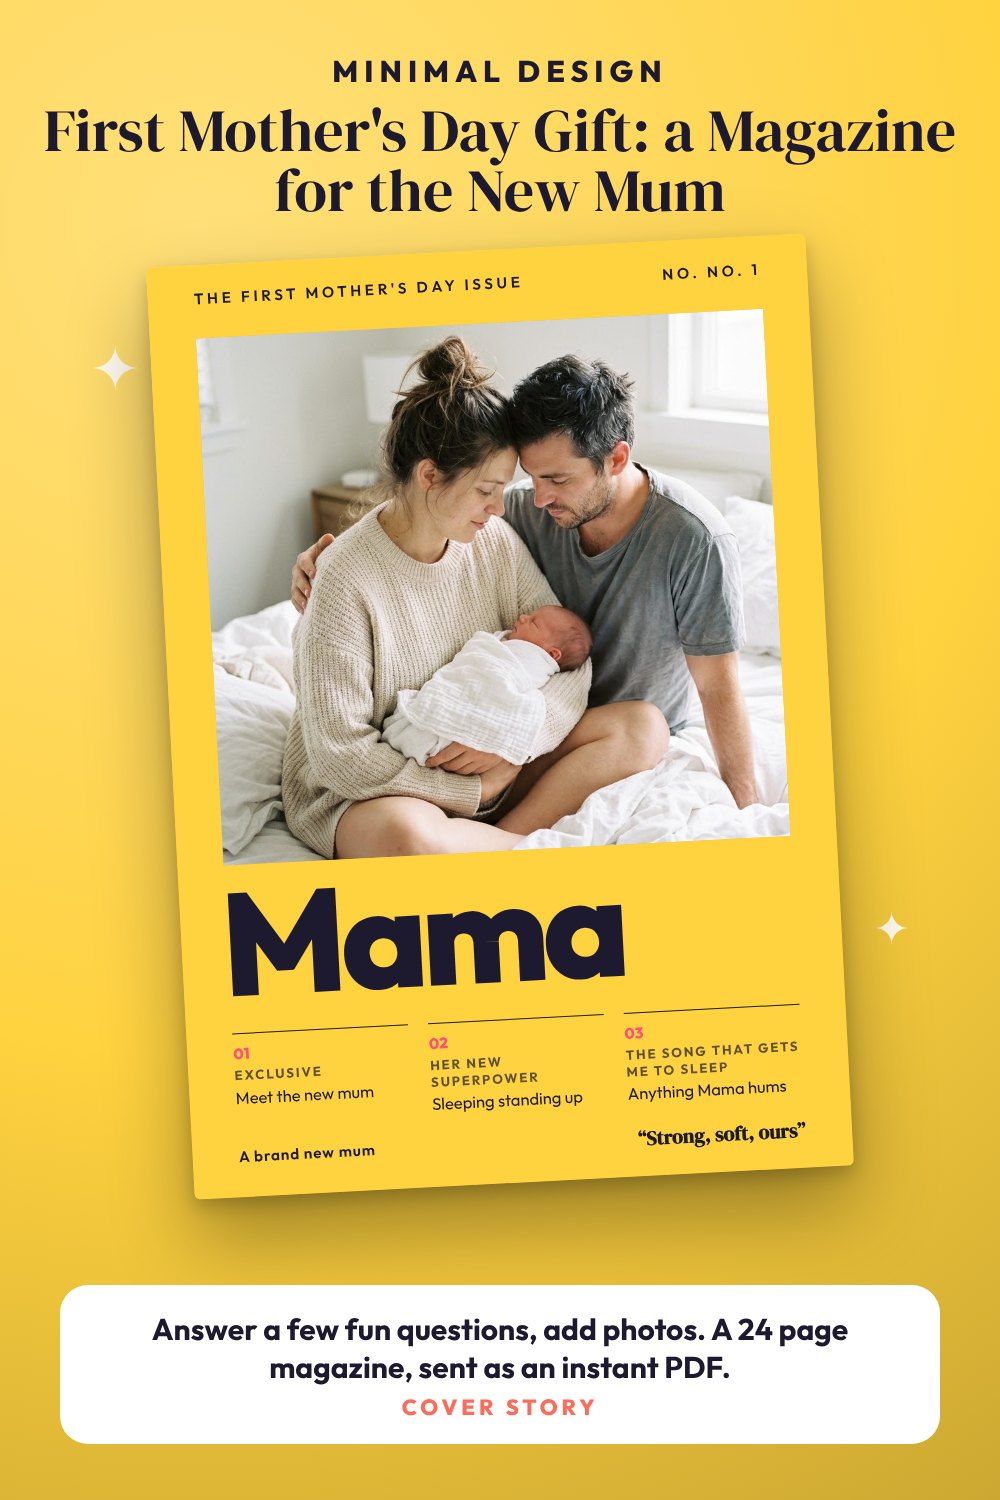 MINIMAL DESIGN
First Mother's Day Gift: a Magazine
for the New Mum
THE FIRST MOTHER'S DAY ISSUE
NO. NO. 1
Mama
01
EXCLUSIVE
Meet the new mum
02
HER NEW
SUPERPOWER
Sleeping standing up
03
THE SONG THAT GETS
ME TO SLEEP
Anything Mama hums
A brand new mum
“Strong, soft, ours”
Answer a few fun questions, add photos. A 24 page
magazine, sent as an instant PDF.
COVER STORY